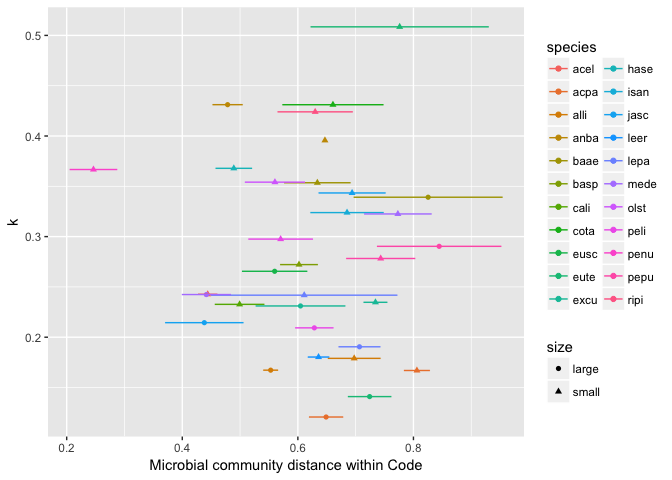 0.5
0.4
0.3
0.2
k
0.2 0.4 0.6 0.8
Microbial community distance within Code
species
acel hase
acpa isan
alli jasc
anba leer
baae lepa
basp mede
cali olst
cota peli
eusc penu
eute pepu
excu ripi
size
large
small